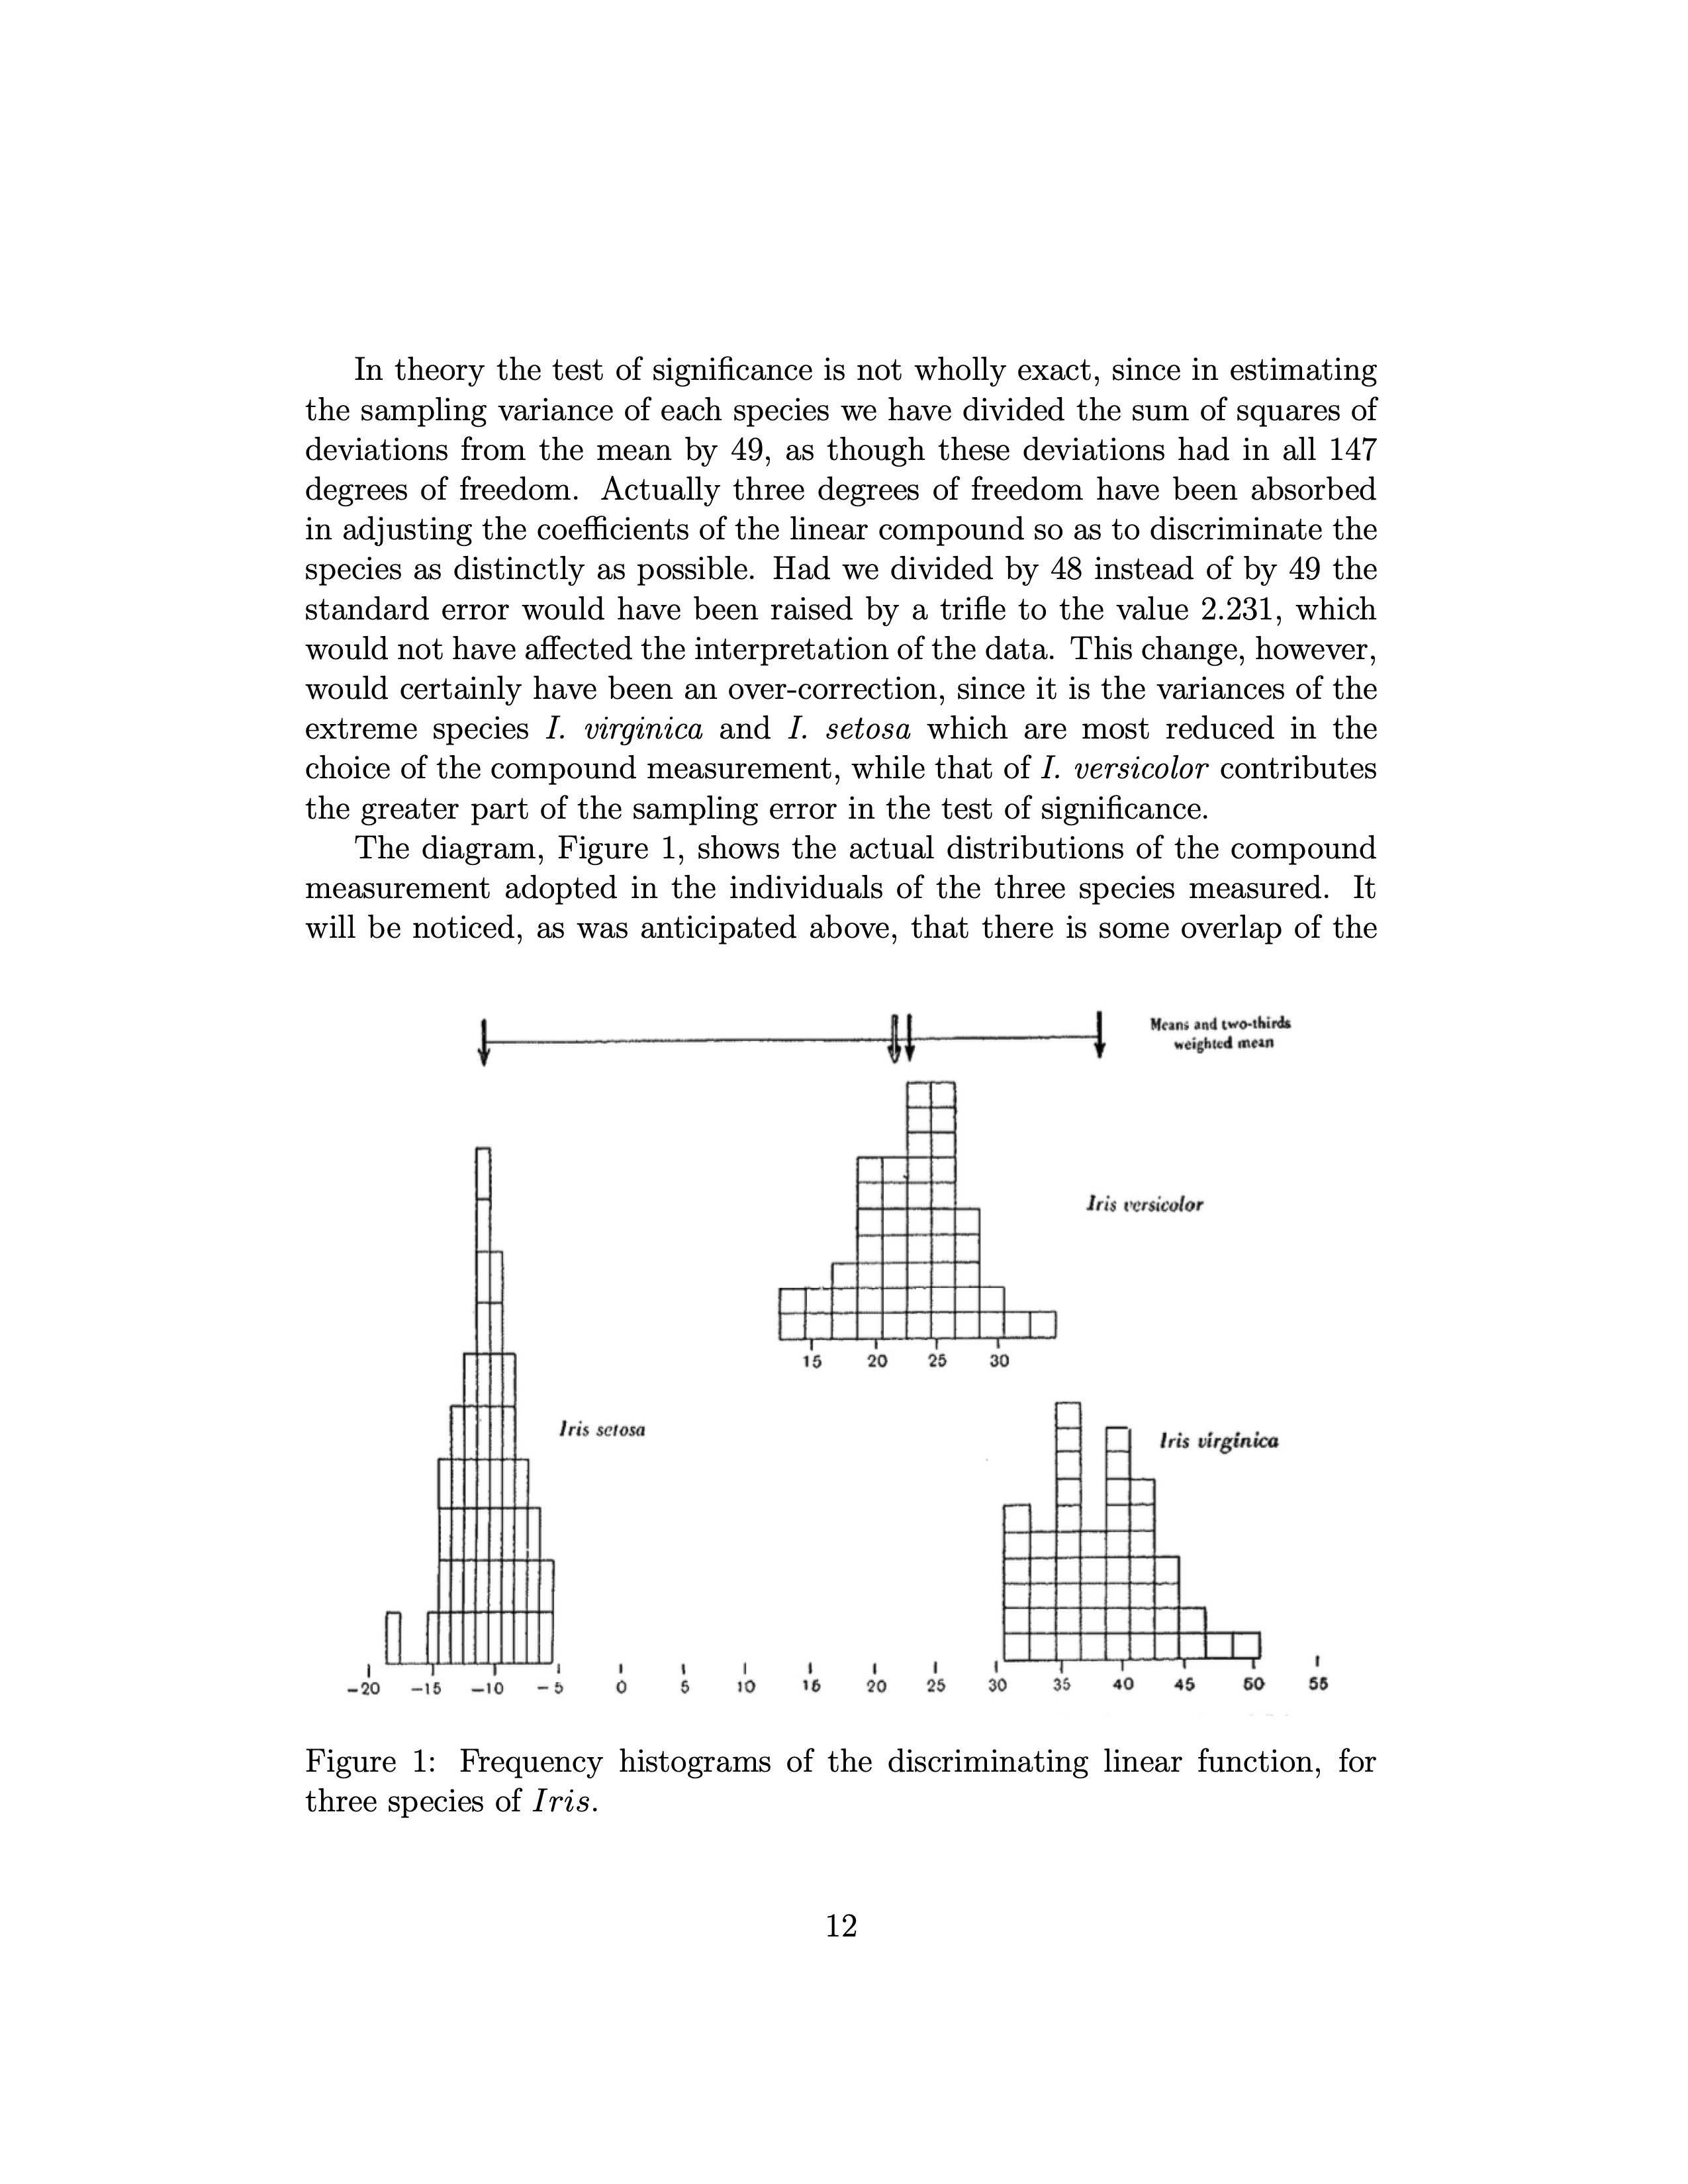 In theory the test of significance is not wholly exact, since in estimating
the sampling variance of each species we have divided the sum of squares of
deviations from the mean by 49, as though these deviations had in all 147
degrees of freedom. Actually three degrees of freedom have been absorbed
in adjusting the coefficients of the linear compound so as to discriminate the
species as distinctly as possible. Had we divided by 48 instead of by 49 the
standard error would have been raised by a trifle to the value 2.231, which
would not have affected the interpretation of the data. This change, however,
would certainly have been an over-correction, since it is the variances of the
extreme species I. virginica and I. setosa which are most reduced in the
choice of the compound measurement, while that of I. versicolor contributes
the greater part of the sampling error in the test of significance.
The diagram, Figure 1, shows the actual distributions of the compound
measurement adopted in the individuals of the three species measured. It
will be noticed, as was anticipated above, that there is some overlap of the
Means and two-thirds
weighted mean
Iris versicolor
15 20 25 30
Iris setosa
Iris virginica
-20 -15 -10 -5 0 5 10 15 20 25 30 35 40 45 50 55
Figure 1: Frequency histograms of the discriminating linear function, for
three species of Iris.
12